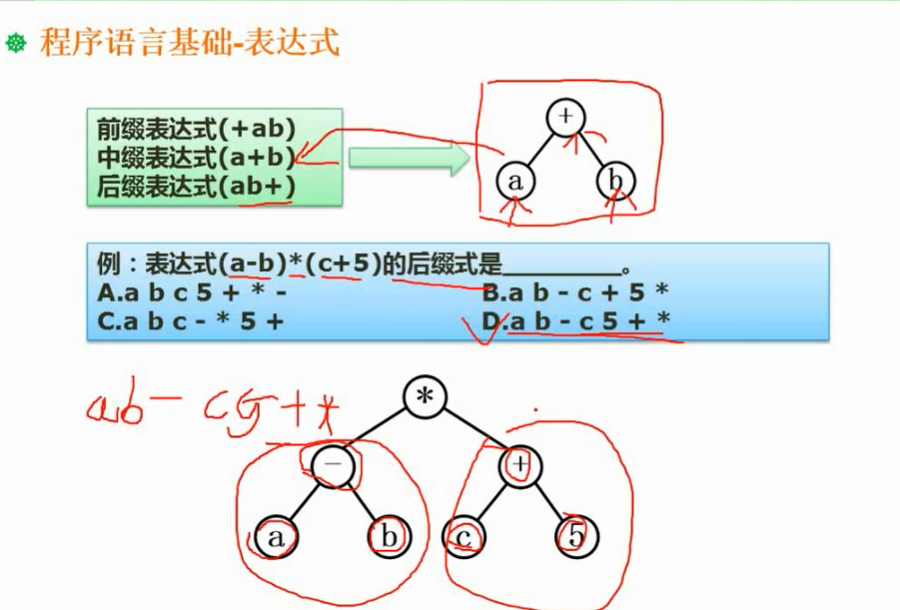 程序语言基础-表达式
前缀表达式(+ab)
中缀表达式(a+b)
后缀表达式(ab+)
+
a b
例：表达式(a-b)*(c+5)的后缀式是________。
A.a b c 5 + * - B.a b - c + 5 *
C.a b c - * 5 + D.a b - c 5 + *
ab- c5+*
*
- +
a b c 5